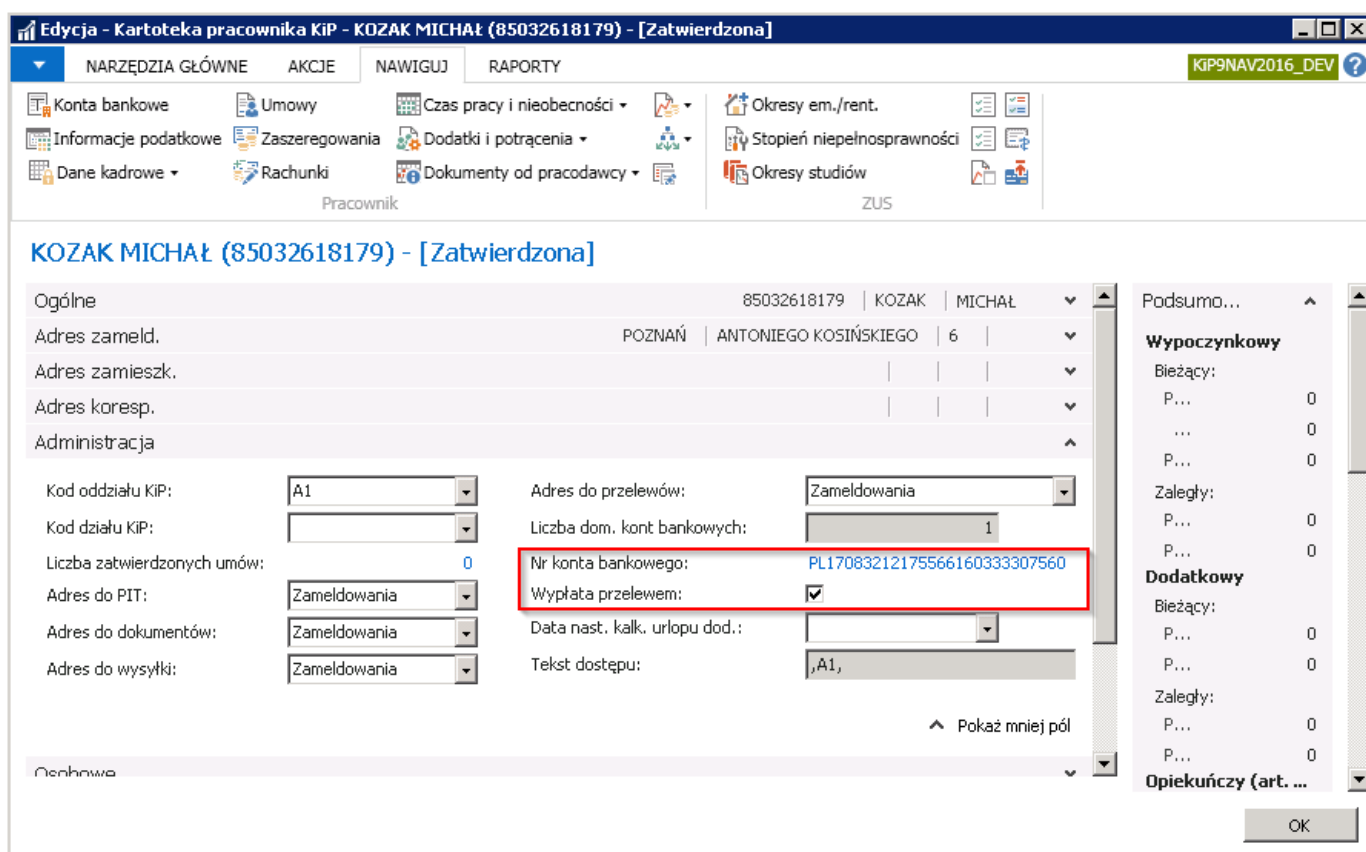 Edycja - Kartoteka pracownika KiP - KOZAK MICHAŁ (85032618179) - [Zatwierdzona]
NARZĘDZIA GŁÓWNE AKCJE NAWIGUJ RAPORTY KiP9NAV2016_DEV ?
Konta bankowe Umowy Czas pracy i nieobecności Okresy em./rent.
Informacje podatkowe Zaszeregowania Dodatki i potrącenia Stopień niepełnosprawności
Dane kadrowe Rachunki Dokumenty od pracodawcy Okresy studiów
Pracownik ZUS
KOZAK MICHAŁ (85032618179) - [Zatwierdzona]
Ogólne 85032618179 KOZAK MICHAŁ
Adres zameld. POZNAŃ ANTONIEGO KOSIŃSKIEGO 6
Adres zamieszk.
Adres koresp.
Administracja
Kod oddziału KiP: A1 Adres do przelewów: Zameldowania
Kod działu KiP: Liczba dom. kont bankowych: 1
Liczba zatwierdzonych umów: 0 Nr konta bankowego: PL17083212175566160333307560
Adres do PIT: Zameldowania Wypłata przelewem:
Adres do dokumentów: Zameldowania Data nast. kalk. urlopu dod.:
Adres do wysyłki: Zameldowania Tekst dostępu: ,A1,
Pokaż mniej pól
Osobowe
Podsumo...
Wypoczynkowy
Bieżący:
P... 0
... 0
P... 0
Zaległy:
P... 0
P... 0
Dodatkowy
Bieżący:
P... 0
P... 0
Zaległy:
P... 0
P... 0
Opiekuńczy (art. ...
OK